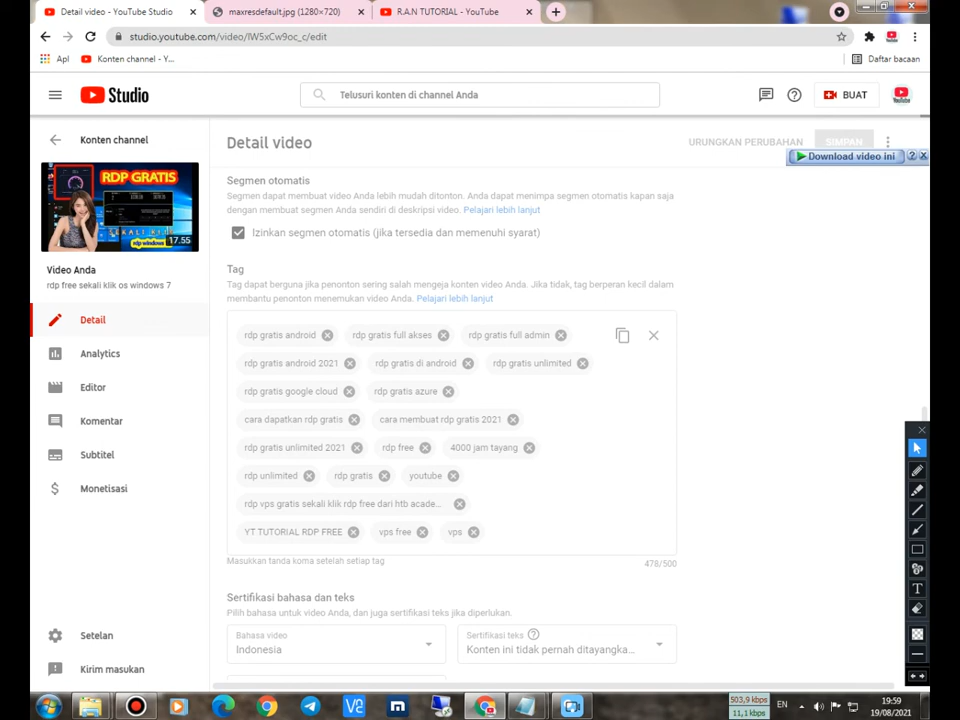 Detail video - YouTube Studio
maxresdefault.jpg (1280×720)
R.A.N TUTORIAL - YouTube
studio.youtube.com/video/IW5xCw9oc_c/edit
Apl
Konten channel - Y...
Daftar bacaan
Studio
Telusuri konten di channel Anda
BUAT
Konten channel
Detail video
URUNGKAN PERUBAHAN
SIMPAN
Download video ini
RDP GRATIS
rdp windows
17.55
Video Anda
rdp free sekali klik os windows 7
Detail
Analytics
Editor
Komentar
Subtitel
Monetisasi
Setelan
Kirim masukan
Segmen otomatis
Segmen dapat membuat video Anda lebih mudah ditonton. Anda dapat menimpa segmen otomatis kapan saja
dengan membuat segmen Anda sendiri di deskripsi video. Pelajari lebih lanjut
Izinkan segmen otomatis (jika tersedia dan memenuhi syarat)
Tag
Tag dapat berguna jika penonton sering salah mengeja konten video Anda. Jika tidak, tag berperan kecil dalam
membantu penonton menemukan video Anda. Pelajari lebih lanjut
rdp gratis android
rdp gratis full akses
rdp gratis full admin
rdp gratis android 2021
rdp gratis di android
rdp gratis unlimited
rdp gratis google cloud
rdp gratis azure
cara dapatkan rdp gratis
cara membuat rdp gratis 2021
rdp gratis unlimited 2021
rdp free
4000 jam tayang
rdp unlimited
rdp gratis
youtube
rdp vps gratis sekali klik rdp free dari htb acade...
YT TUTORIAL RDP FREE
vps free
vps
Masukkan tanda koma setelah setiap tag
478/500
Sertifikasi bahasa dan teks
Pilih bahasa untuk video Anda, dan juga sertifikasi teks jika diperlukan.
Bahasa video
Indonesia
Sertifikasi teks
Konten ini tidak pernah ditayangka...
503,9 kbps
11,1 kbps
EN
19:59
19/08/2021